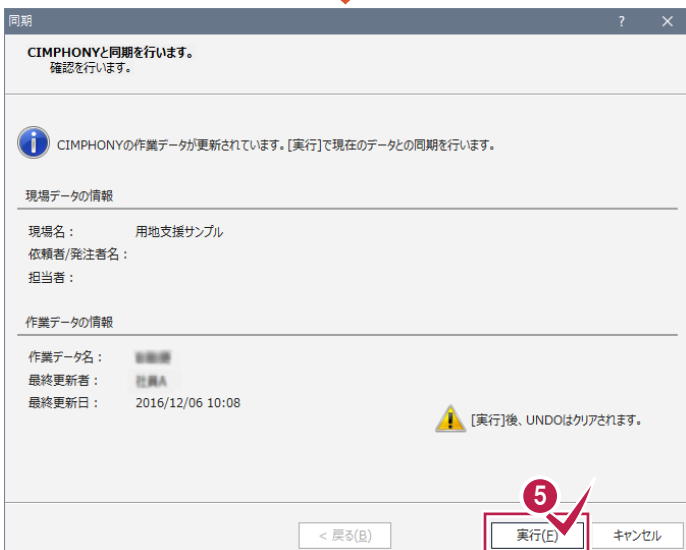 同期
? ×
CIMPHONYと同期を行います。
確認を行います。
CIMPHONYの作業データが更新されています。[実行]で現在のデータとの同期を行います。
現場データの情報
現場名： 用地支援サンプル
依頼者/発注者名：
担当者：
作業データの情報
作業データ名：
最終更新者： 社員A
最終更新日： 2016/12/06 10:08
[実行]後、UNDOはクリアされます。
5
< 戻る(B)
実行(F)
キャンセル